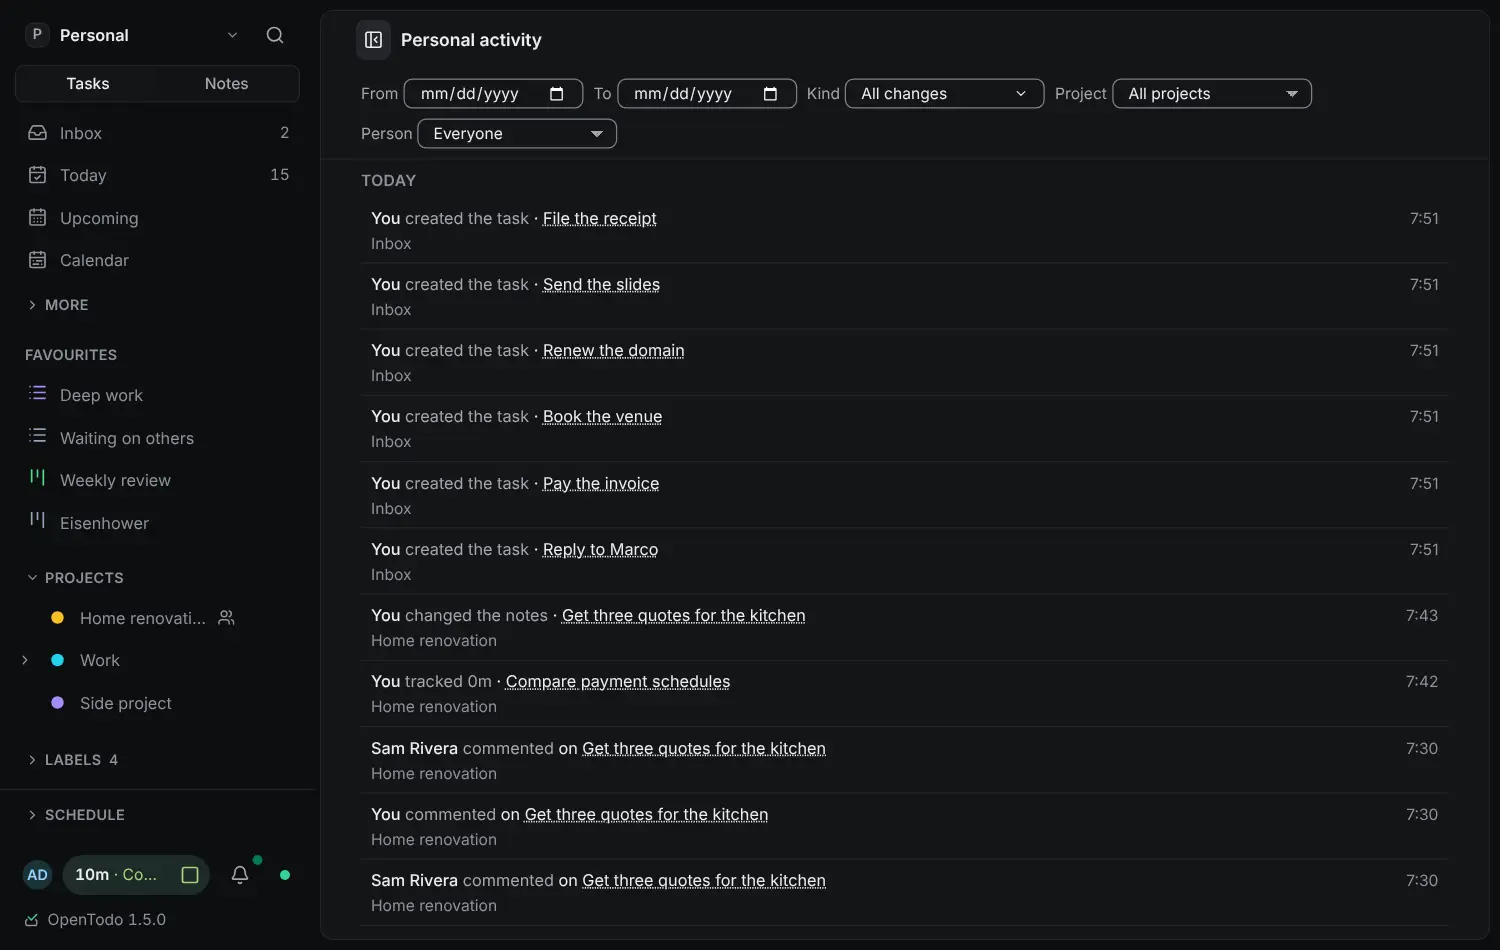 P Personal
Tasks Notes
Inbox 2
Today 15
Upcoming
Calendar
MORE
FAVOURITES
Deep work
Waiting on others
Weekly review
Eisenhower
PROJECTS
Home renovati...
Work
Side project
LABELS 4
SCHEDULE
AD 10m · Co...
OpenTodo 1.5.0
Personal activity
From mm/dd/yyyy To mm/dd/yyyy Kind All changes Project All projects
Person Everyone
TODAY
You created the task · File the receipt 7:51
Inbox
You created the task · Send the slides 7:51
Inbox
You created the task · Renew the domain 7:51
Inbox
You created the task · Book the venue 7:51
Inbox
You created the task · Pay the invoice 7:51
Inbox
You created the task · Reply to Marco 7:51
Inbox
You changed the notes · Get three quotes for the kitchen 7:43
Home renovation
You tracked 0m · Compare payment schedules 7:42
Home renovation
Sam Rivera commented on Get three quotes for the kitchen 7:30
Home renovation
You commented on Get three quotes for the kitchen 7:30
Home renovation
Sam Rivera commented on Get three quotes for the kitchen 7:30
Home renovation